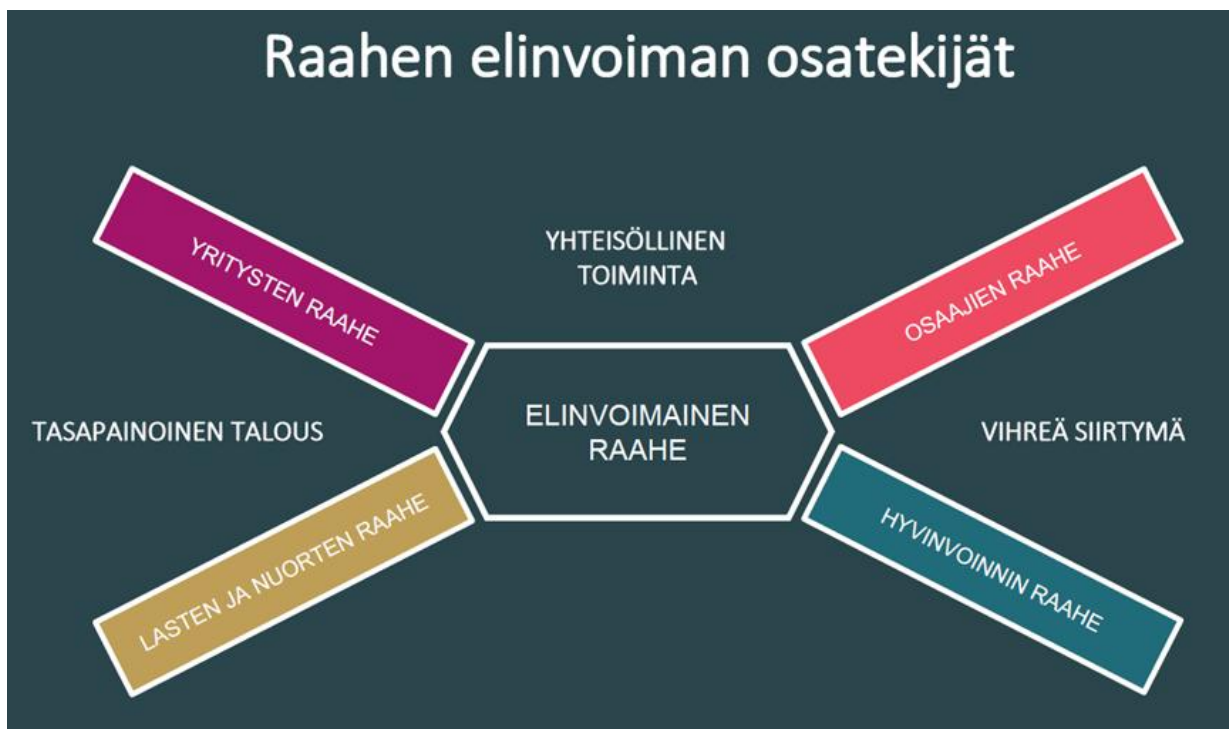 Raahen elinvoiman osatekijät
YRITYSTEN RAAHE
YHTEISÖLLINEN
TOIMINTA
OSAAJIEN RAAHE
TASAPAINOINEN TALOUS
ELINVOIMAINEN
RAAHE
VIHREÄ SIIRTYMÄ
LASTEN JA NUORTEN RAAHE
HYVINVOINNIN RAAHE